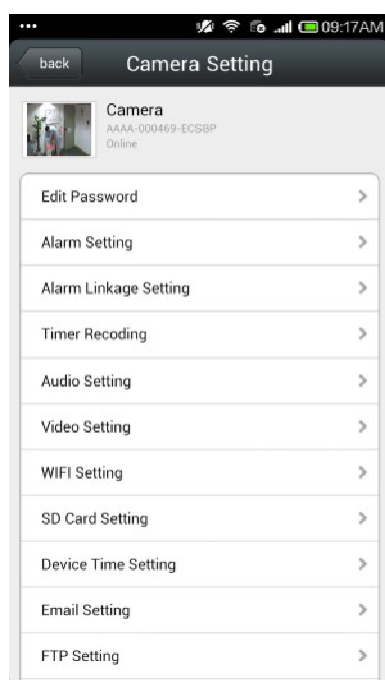 09:17AM
back
Camera Setting
Camera
AAAA-000469-ECSBP
Online
Edit Password
Alarm Setting
Alarm Linkage Setting
Timer Recoding
Audio Setting
Video Setting
WIFI Setting
SD Card Setting
Device Time Setting
Email Setting
FTP Setting